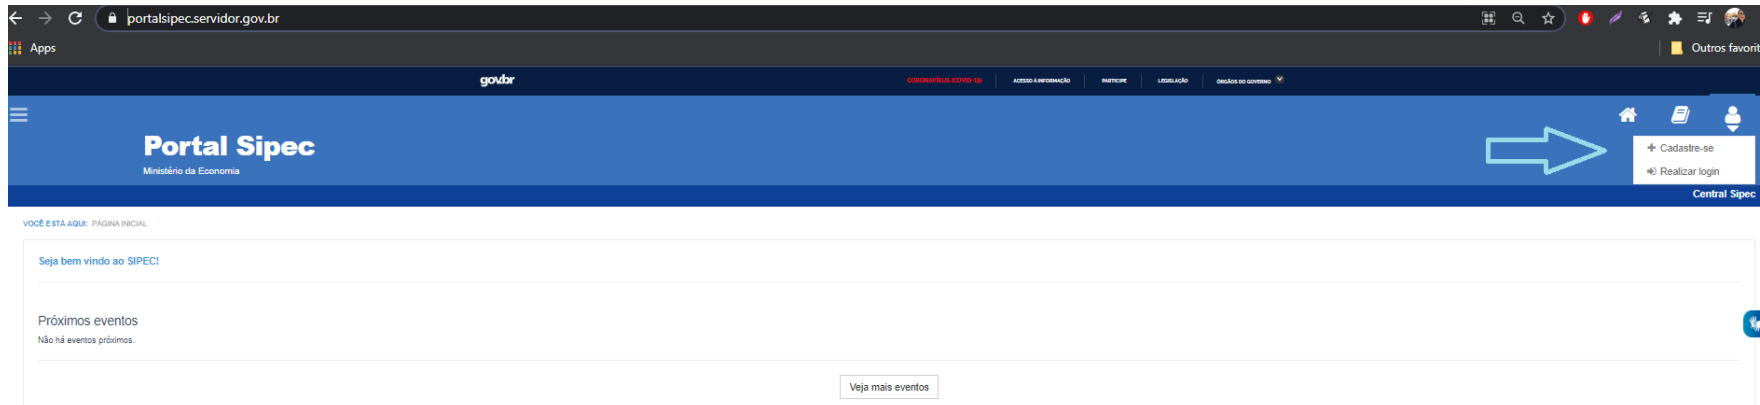 portalsipec.servidor.gov.br
Apps
Outros favorit
gov.br
CORONAVÍRUS (COVID-19)
ACESSO À INFORMAÇÃO
PARTICIPE
LEGISLAÇÃO
ÓRGÃOS DO GOVERNO
Portal Sipec
Ministério da Economia
Cadastre-se
Realizar login
Central Sipec
VOCÊ ESTÁ AQUI: PÁGINA INICIAL
Seja bem vindo ao SIPEC!
Próximos eventos
Não há eventos próximos.
Veja mais eventos